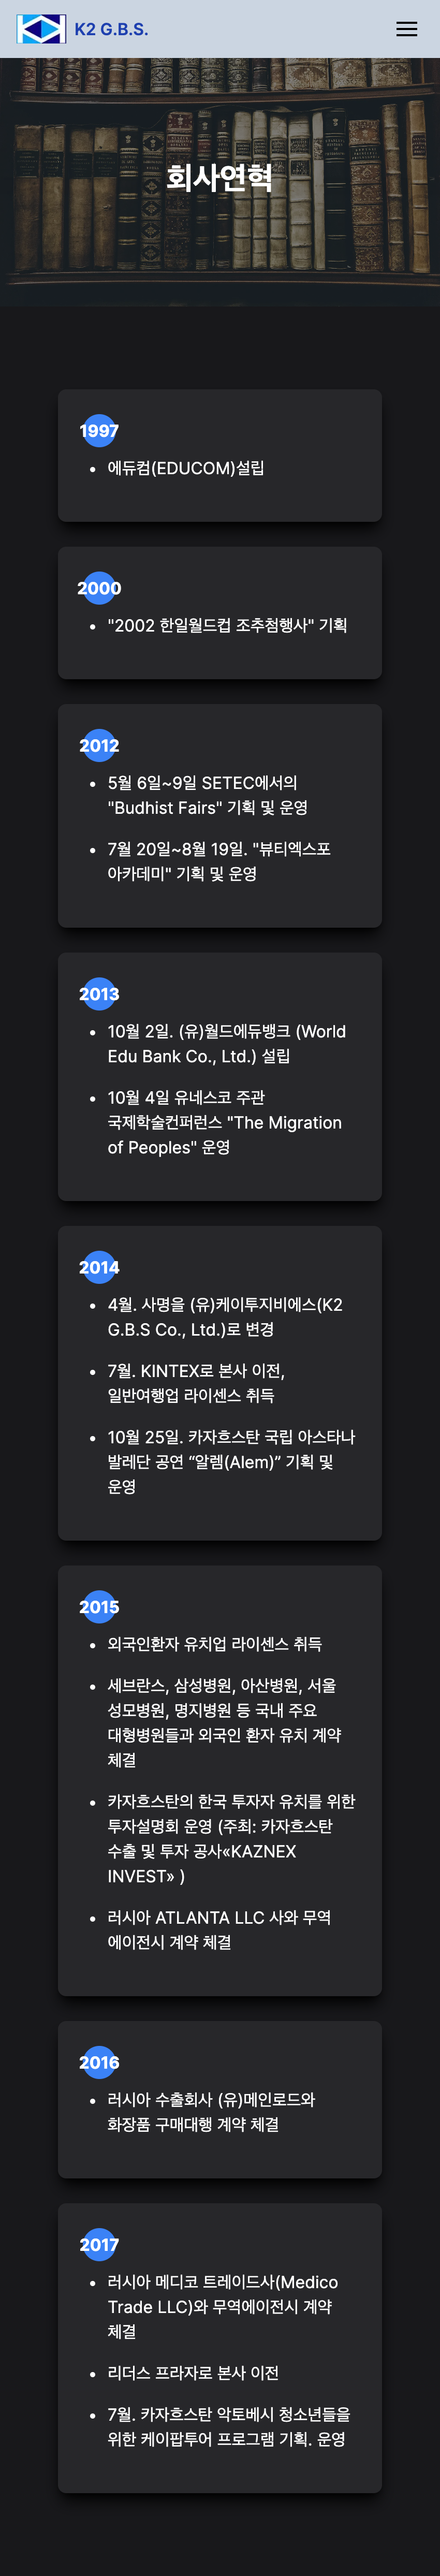 K2 G.B.S.
회사연혁
1997
에듀컴(EDUCOM)설립
2000
"2002 한일월드컵 조추첨행사" 기획
2012
5월 6일~9일 SETEC에서의
"Budhist Fairs" 기획 및 운영
7월 20일~8월 19일. "뷰티엑스포
아카데미" 기획 및 운영
2013
10월 2일. (유)월드에듀뱅크 (World
Edu Bank Co., Ltd.) 설립
10월 4일 유네스코 주관
국제학술컨퍼런스 "The Migration
of Peoples" 운영
2014
4월. 사명을 (유)케이투지비에스(K2
G.B.S Co., Ltd.)로 변경
7월. KINTEX로 본사 이전,
일반여행업 라이센스 취득
10월 25일. 카자흐스탄 국립 아스타나
발레단 공연 “알렘(Alem)” 기획 및
운영
2015
외국인환자 유치업 라이센스 취득
세브란스, 삼성병원, 아산병원, 서울
성모병원, 명지병원 등 국내 주요
대형병원들과 외국인 환자 유치 계약
체결
카자흐스탄의 한국 투자자 유치를 위한
투자설명회 운영 (주최: 카자흐스탄
수출 및 투자 공사«KAZNEX
INVEST» )
러시아 ATLANTA LLC 사와 무역
에이전시 계약 체결
2016
러시아 수출회사 (유)메인로드와
화장품 구매대행 계약 체결
2017
러시아 메디코 트레이드사(Medico
Trade LLC)와 무역에이전시 계약
체결
리더스 프라자로 본사 이전
7월. 카자흐스탄 악토베시 청소년들을
위한 케이팝투어 프로그램 기획. 운영